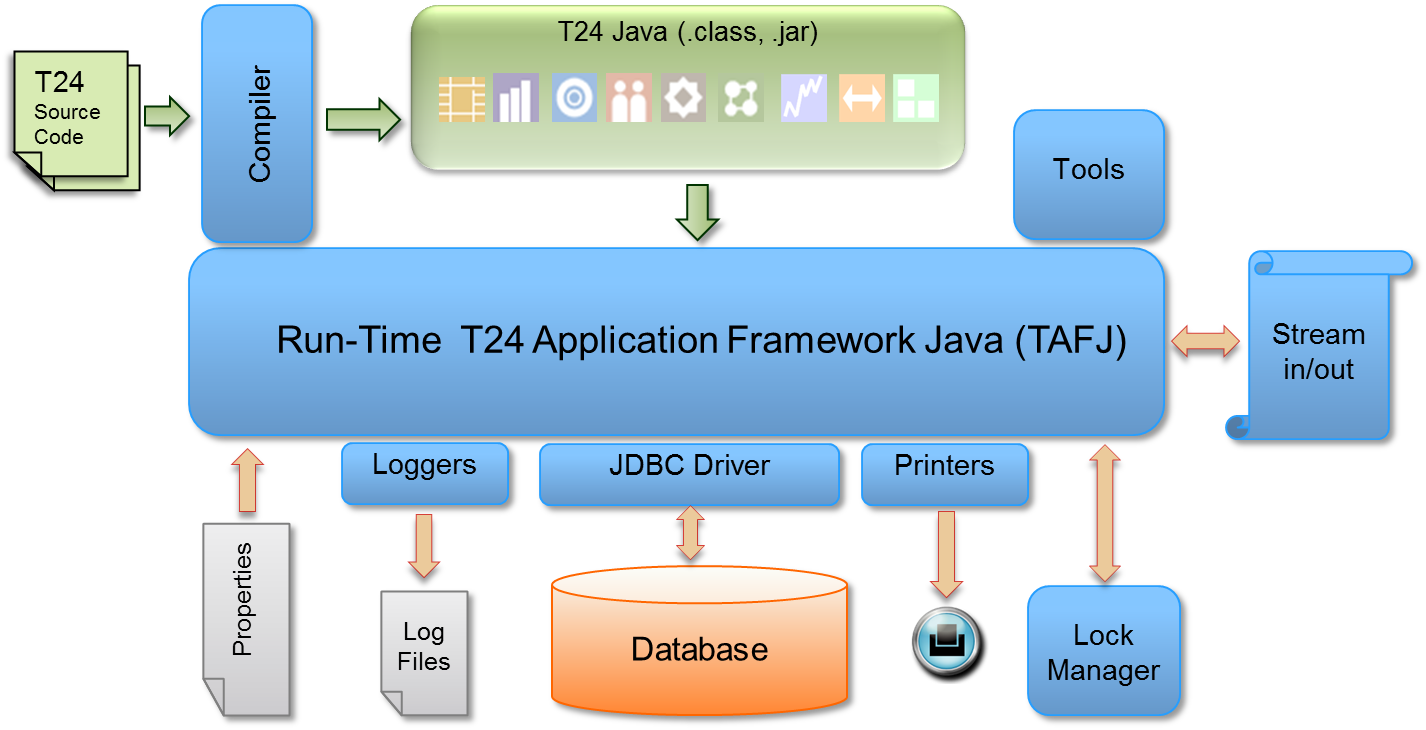 T24 Java (.class, .jar)
T24
Source
Code
Compiler
Tools
Run-Time T24 Application Framework Java (TAFJ)
Stream
in/out
Loggers
JDBC Driver
Printers
Properties
Log
Files
Database
Lock
Manager